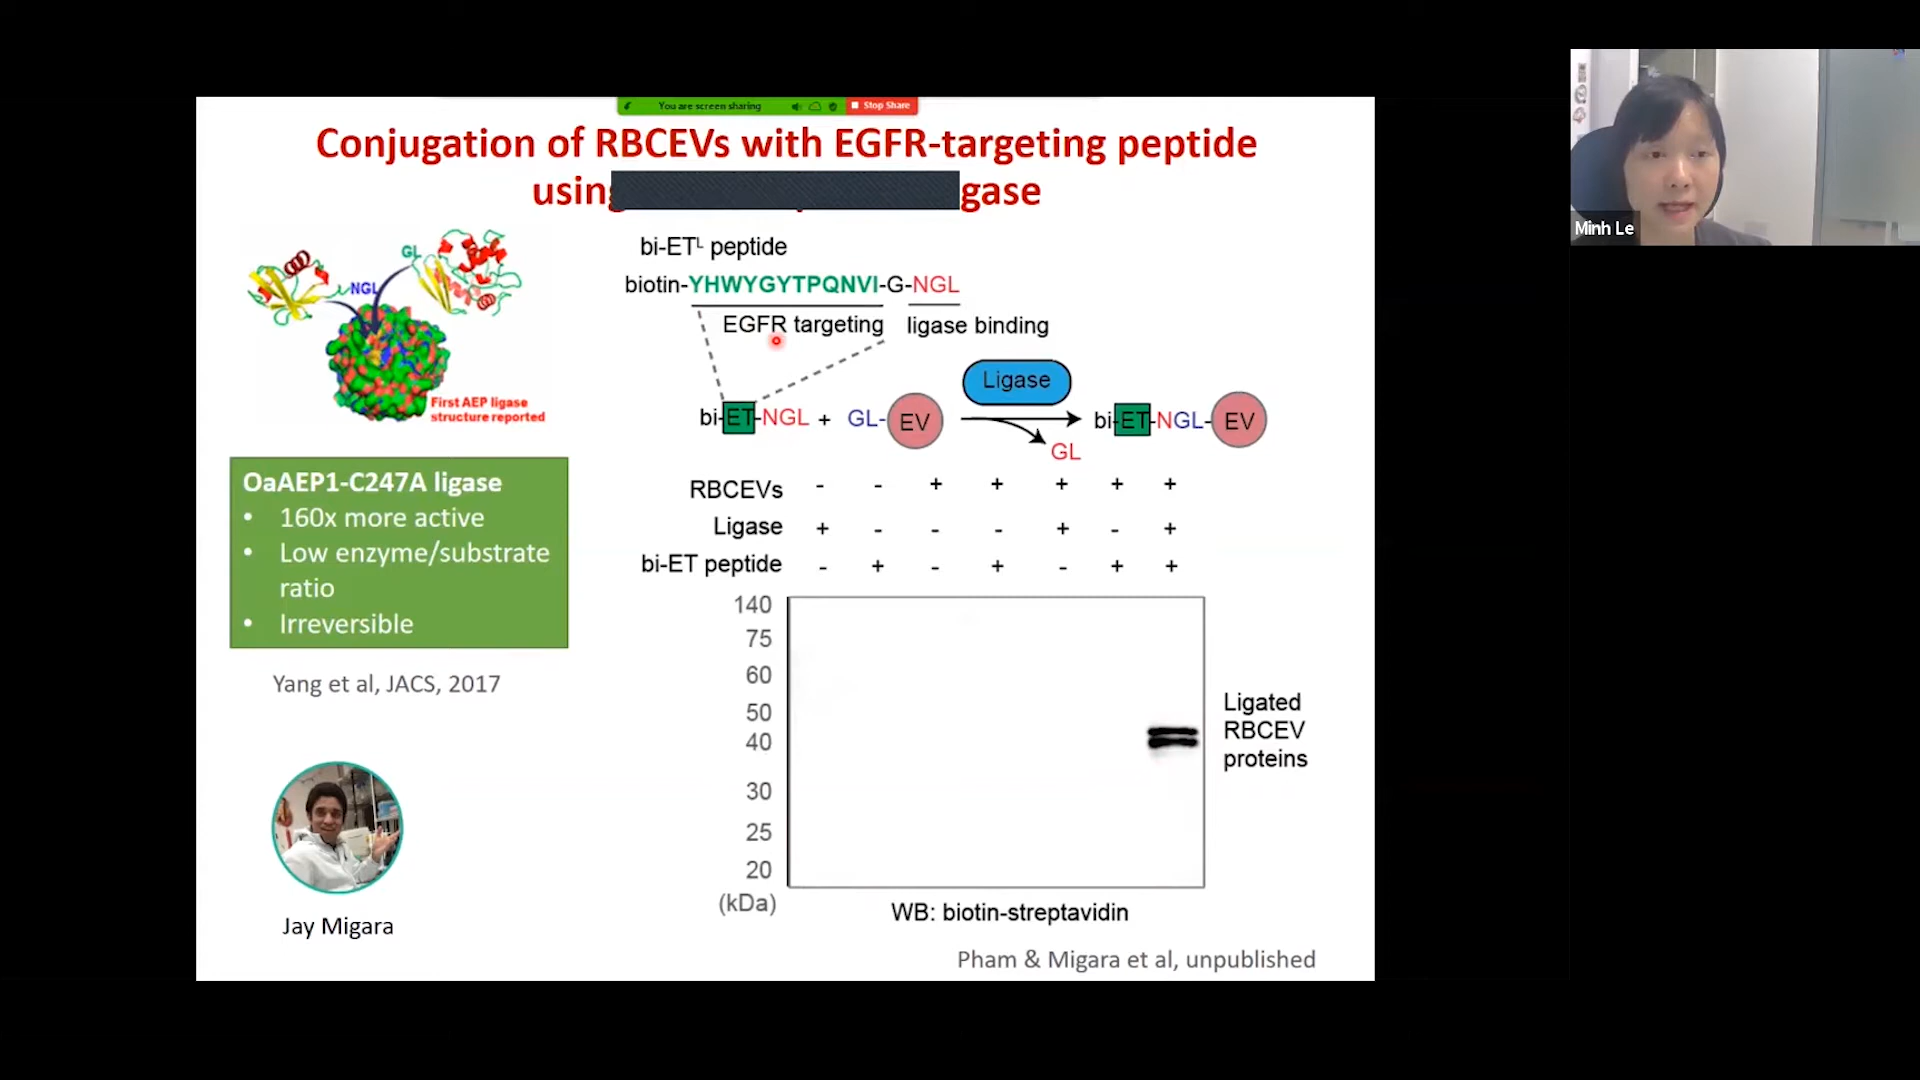 You are screen sharing
Stop Share
Conjugation of RBCEVs with EGFR-targeting peptide
using gase
Minh Le
bi-ETᴸ peptide
biotin-YHWYGYTPQNVI-G-NGL
EGFR targeting ligase binding
GL
NGL
First AEP ligase
structure reported
Ligase
bi-ET-NGL + GL-EV bi-ET-NGL-EV
GL
OaAEP1-C247A ligase
• 160x more active
• Low enzyme/substrate
ratio
• Irreversible
Yang et al, JACS, 2017
Jay Migara
RBCEVs - - + + + + +
Ligase + - - - + - +
bi-ET peptide - + - + - + +
140
75
60
50
40
30
25
20
(kDa)
Ligated
RBCEV
proteins
WB: biotin-streptavidin
Pham & Migara et al, unpublished